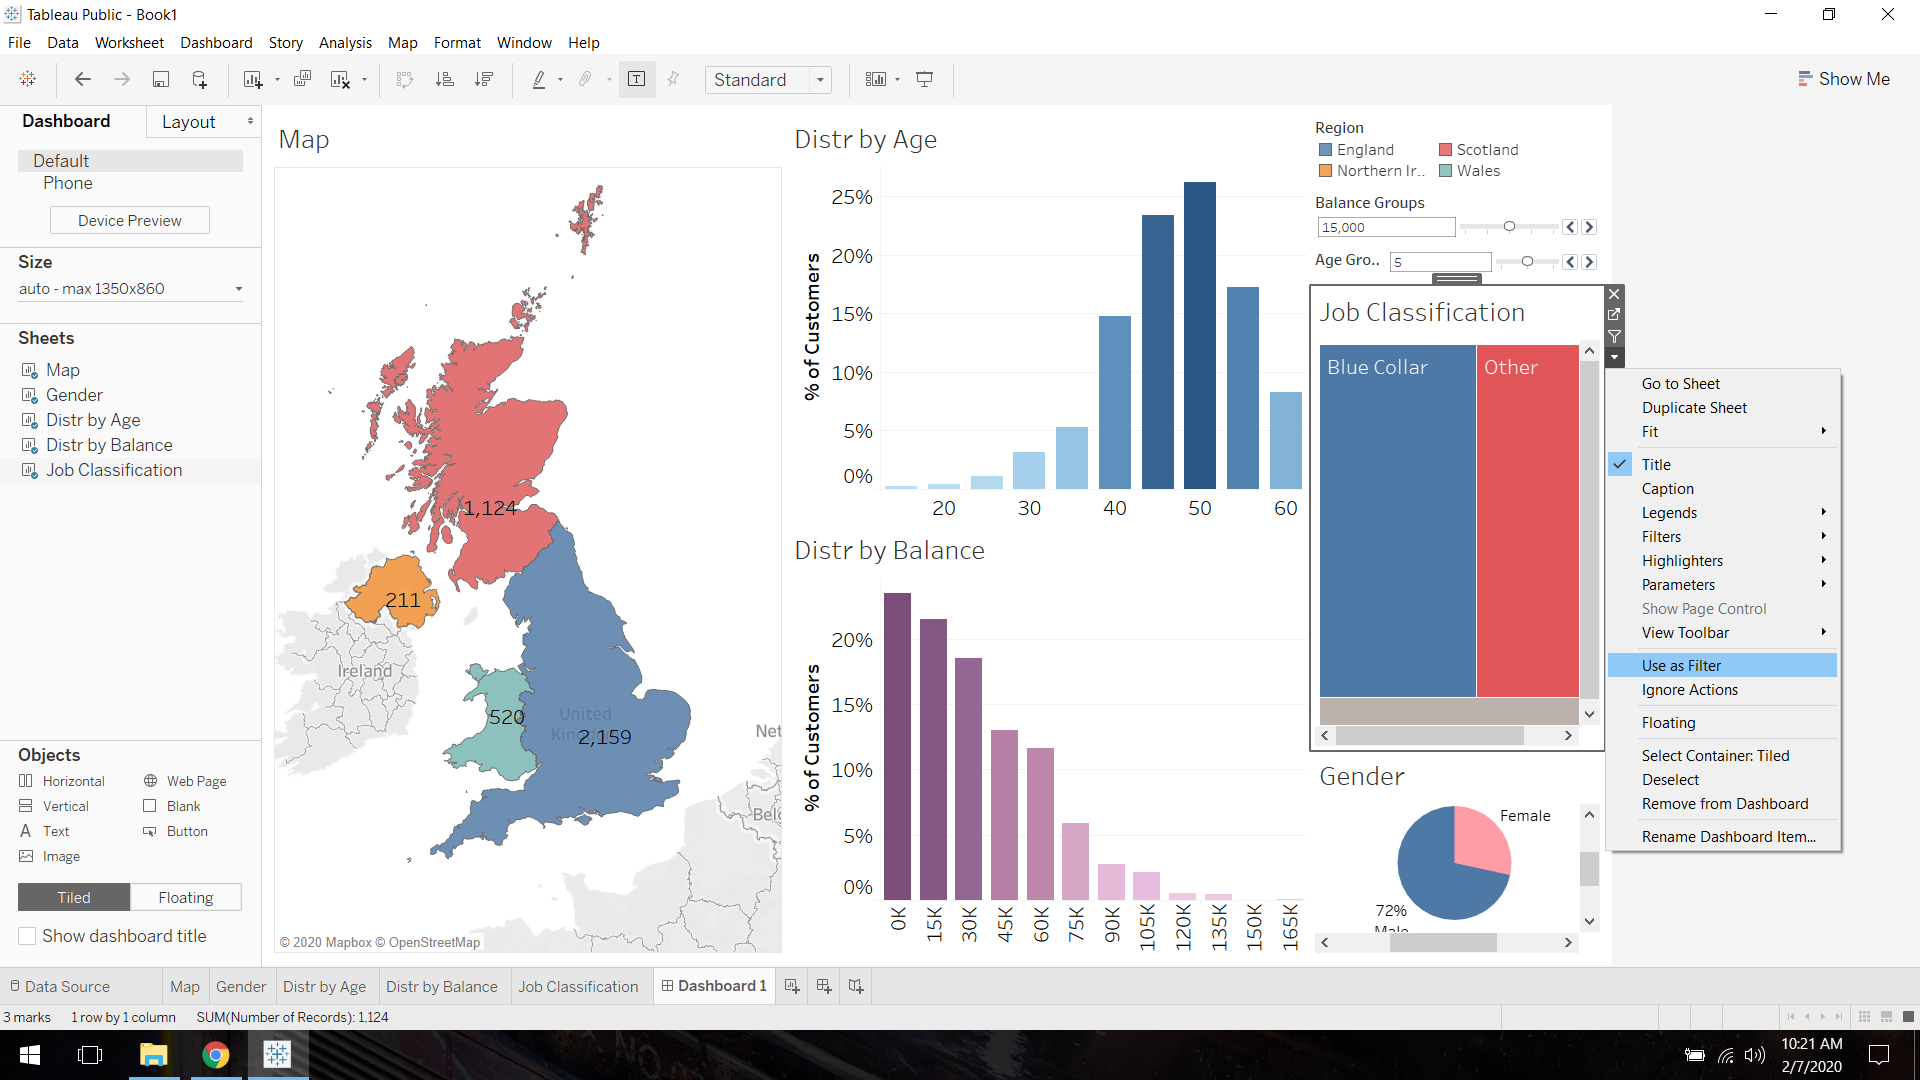 Tableau Public - Book1
File Data Worksheet Dashboard Story Analysis Map Format Window Help
Standard
Show Me
Dashboard
Layout
Default
Phone
Device Preview
Size
auto - max 1350x860
Sheets
Map
Gender
Distr by Age
Distr by Balance
Job Classification
Objects
Horizontal Web Page
Vertical Blank
Text Button
Image
Tiled Floating
Show dashboard title
Map
1,124
211
Ireland
520
United
2,159
Net
Belg
© 2020 Mapbox © OpenStreetMap
Distr by Age
% of Customers
25%
20%
15%
10%
5%
0%
20 30 40 50 60
Distr by Balance
% of Customers
20%
15%
10%
5%
0%
0K 15K 30K 45K 60K 75K 90K 105K 120K 135K 150K 165K
Region
England Scotland
Northern Ir.. Wales
Balance Groups
15,000
Age Gro.. 5
Job Classification
Blue Collar Other
Gender
Female
72%
Male
Go to Sheet
Duplicate Sheet
Fit
Title
Caption
Legends
Filters
Highlighters
Parameters
Show Page Control
View Toolbar
Use as Filter
Ignore Actions
Floating
Select Container: Tiled
Deselect
Remove from Dashboard
Rename Dashboard Item...
Data Source Map Gender Distr by Age Distr by Balance Job Classification Dashboard 1
3 marks 1 row by 1 column SUM(Number of Records): 1,124
10:21 AM
2/7/2020